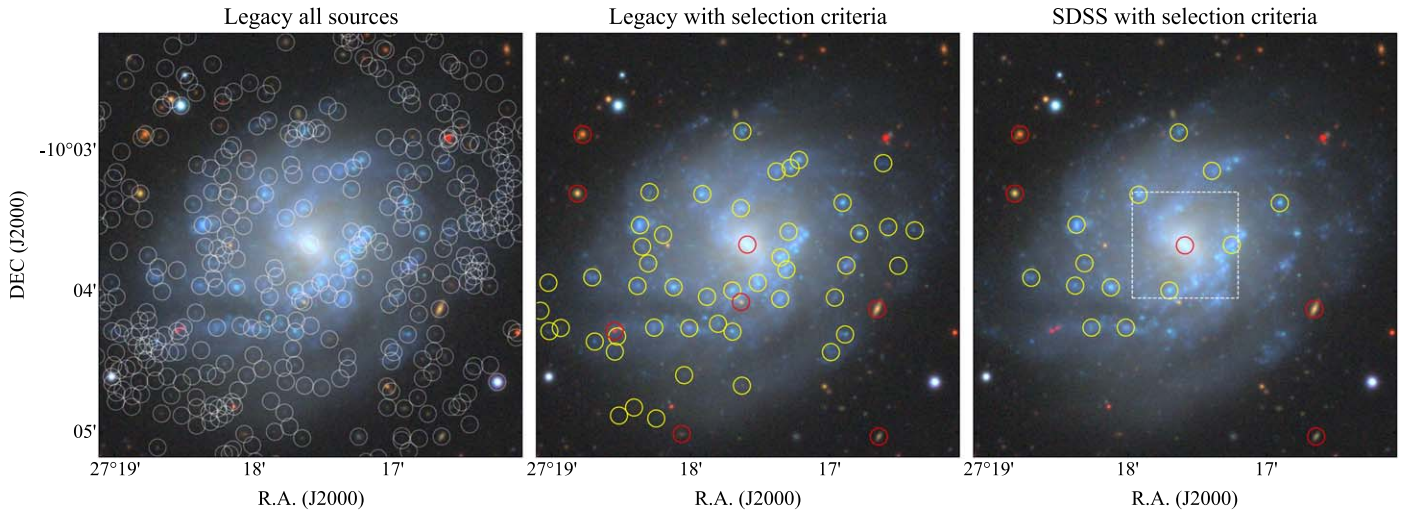 Legacy all sources
Legacy with selection criteria
SDSS with selection criteria
DEC (J2000)
-10°03'
04'
05'
27°19' 18' 17'
27°19' 18' 17'
27°19' 18' 17'
R.A. (J2000)
R.A. (J2000)
R.A. (J2000)